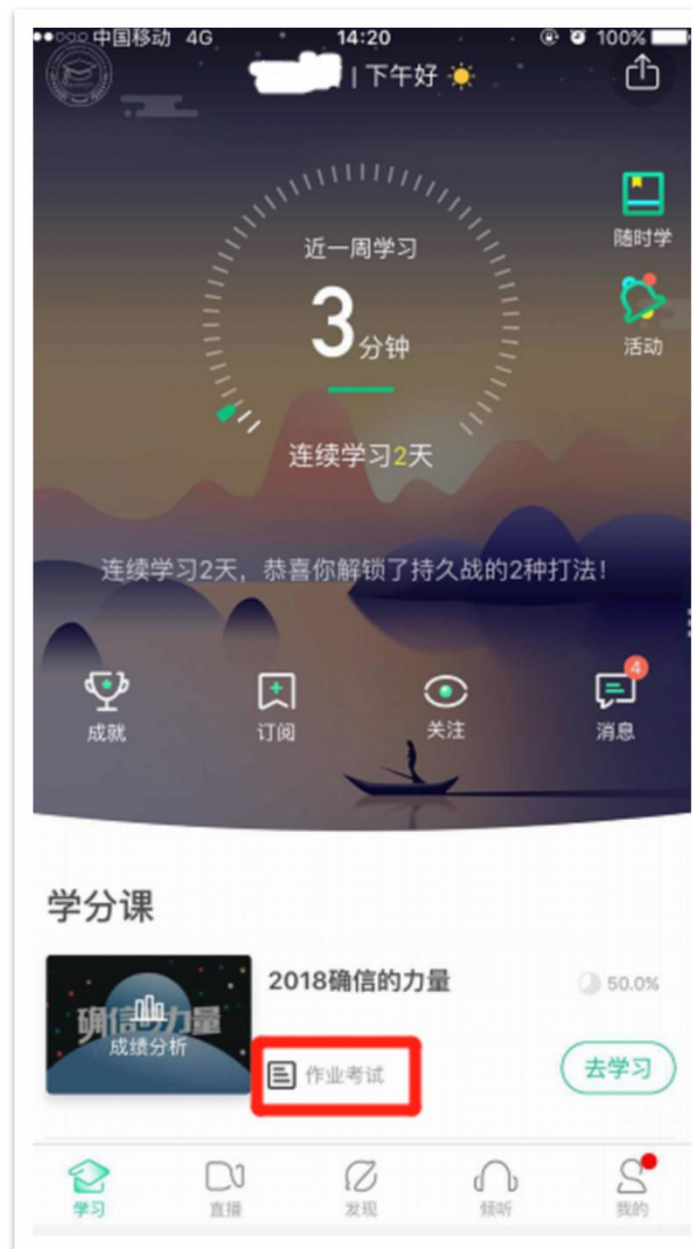 中国移动 4G 14:20 100%
| 下午好
随时学
近一周学习
3分钟
活动
连续学习2天
连续学习2天，恭喜你解锁了持久战的2种打法！
4
成就 订阅 关注 消息
学分课
2018确信的力量 50.0%
确信的力量
成绩分析
作业考试 去学习
学习 直播 发现 倾听 我的